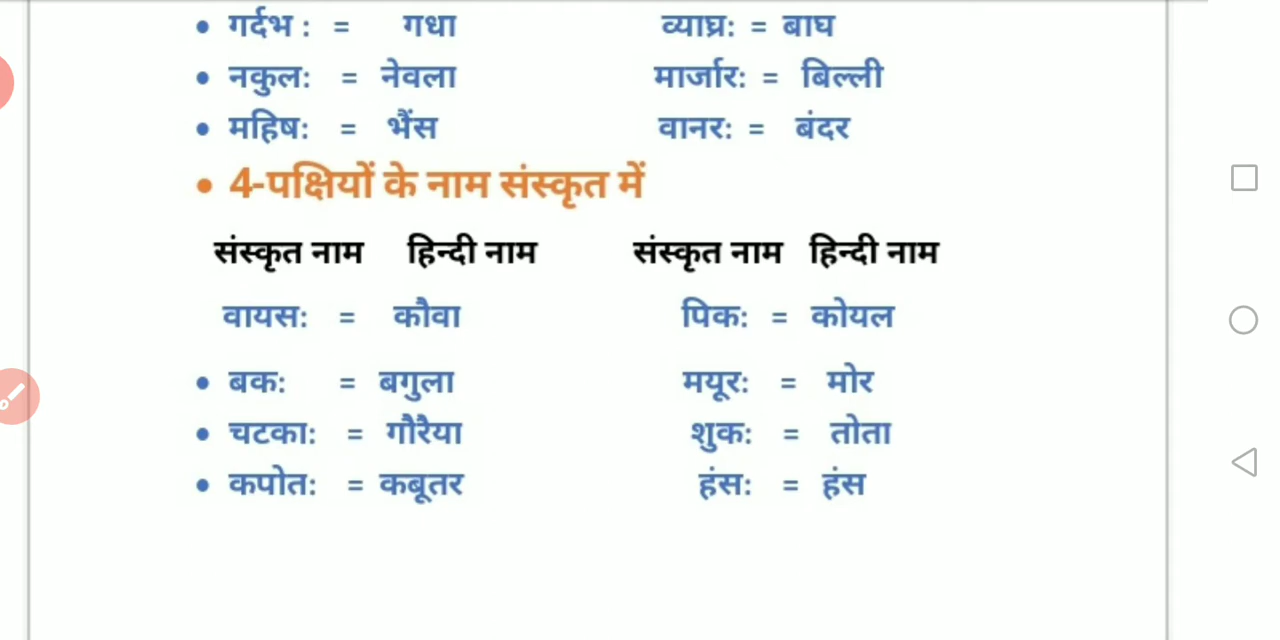 • गर्दभ : = गधा व्याघ्र: = बाघ
• नकुल: = नेवला मार्जार: = बिल्ली
• महिष: = भैंस वानर: = बंदर
• 4-पक्षियों के नाम संस्कृत में
संस्कृत नाम हिन्दी नाम संस्कृत नाम हिन्दी नाम
वायस: = कौवा पिक: = कोयल
• बक: = बगुला मयूर: = मोर
• चटका: = गौरैया शुक: = तोता
• कपोत: = कबूतर हंस: = हंस